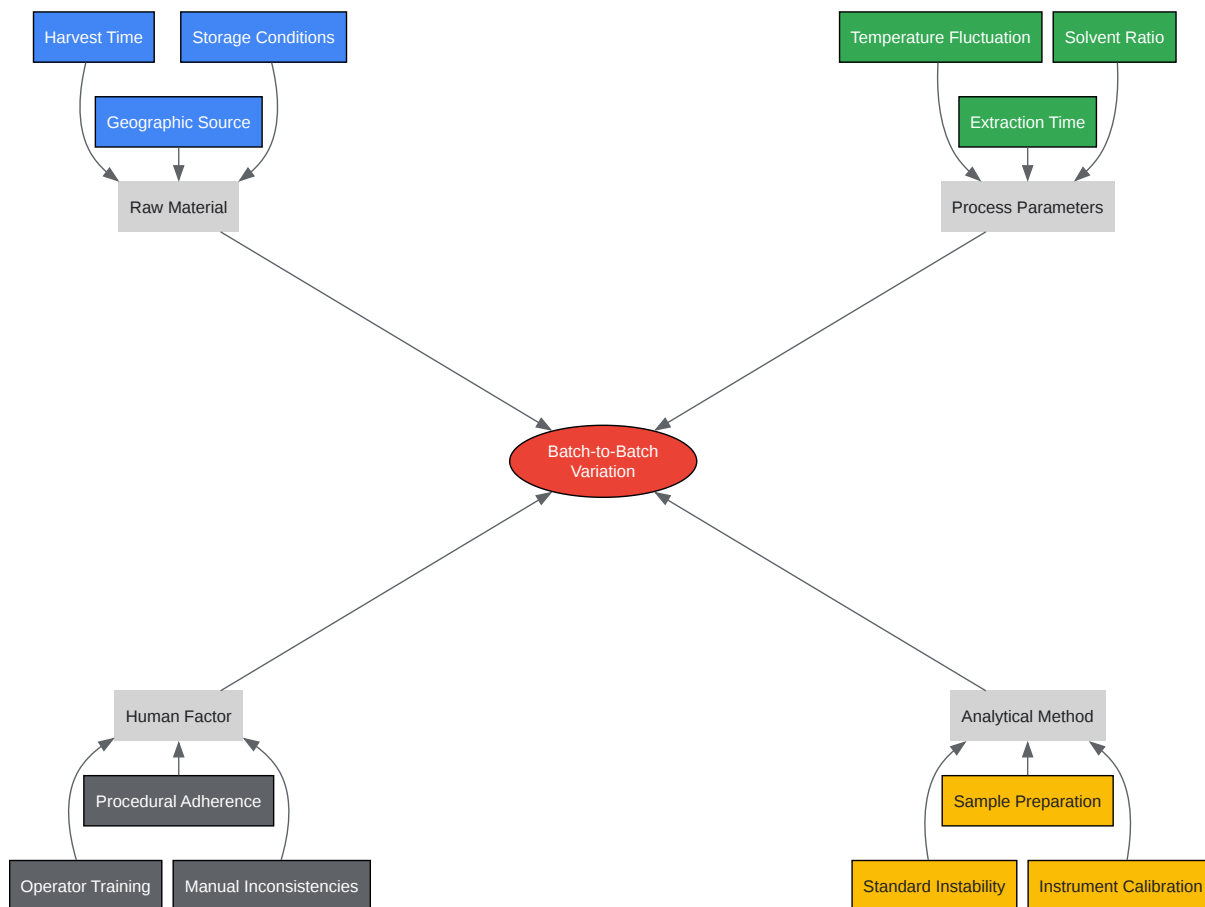 Harvest Time
Storage Conditions
Temperature Fluctuation
Solvent Ratio
Geographic Source
Extraction Time
Raw Material
Process Parameters
Batch-to-Batch
Variation
Human Factor
Analytical Method
Procedural Adherence
Sample Preparation
Operator Training
Manual Inconsistencies
Standard Instability
Instrument Calibration